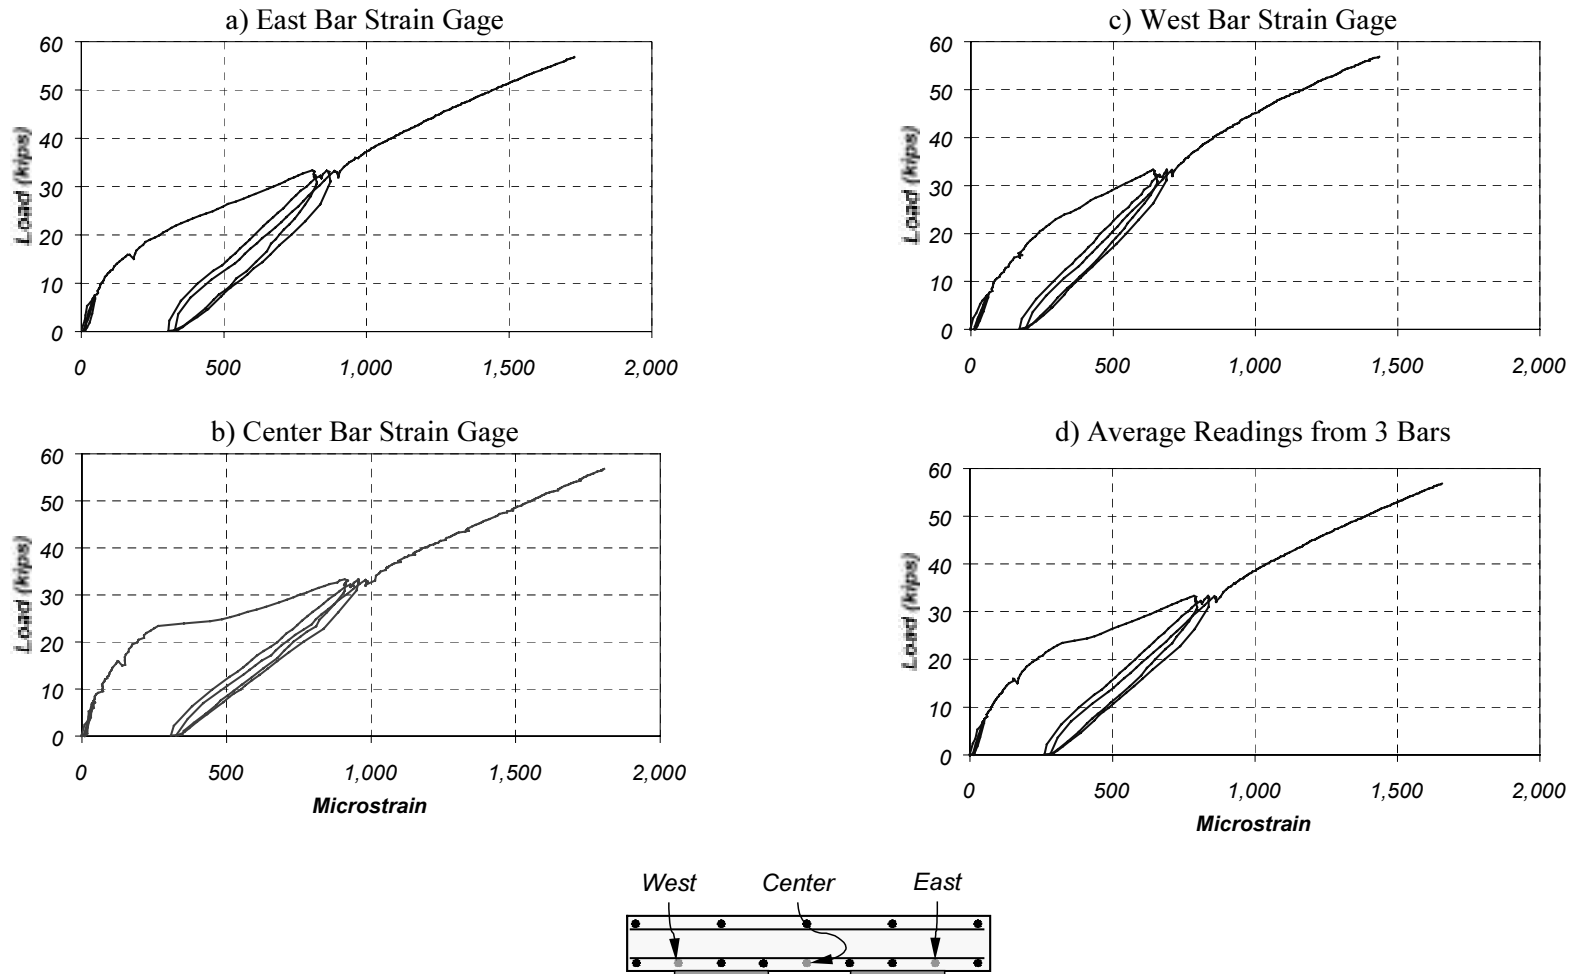 a) East Bar Strain Gage
60
50
40
30
20
10
0
Load (kips)
0 500 1,000 1,500 2,000
c) West Bar Strain Gage
60
50
40
30
20
10
0
Load (kips)
0 500 1,000 1,500 2,000
b) Center Bar Strain Gage
60
50
40
30
20
10
0
Load (kips)
0 500 1,000 1,500 2,000
Microstrain
d) Average Readings from 3 Bars
60
50
40
30
20
10
0
Load (kips)
0 500 1,000 1,500 2,000
Microstrain
West Center East